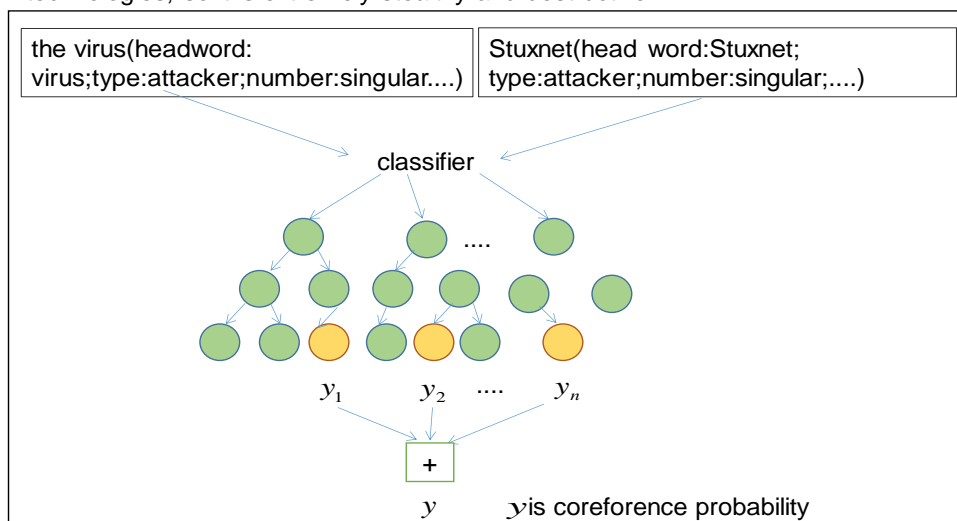 the virus(headword:
virus;type:attacker;number:singular....)
Stuxnet(head word:Stuxnet;
type:attacker;number:singular;....)
classifier
....
y1 y2 .... yn
+
y y is coreforence probability